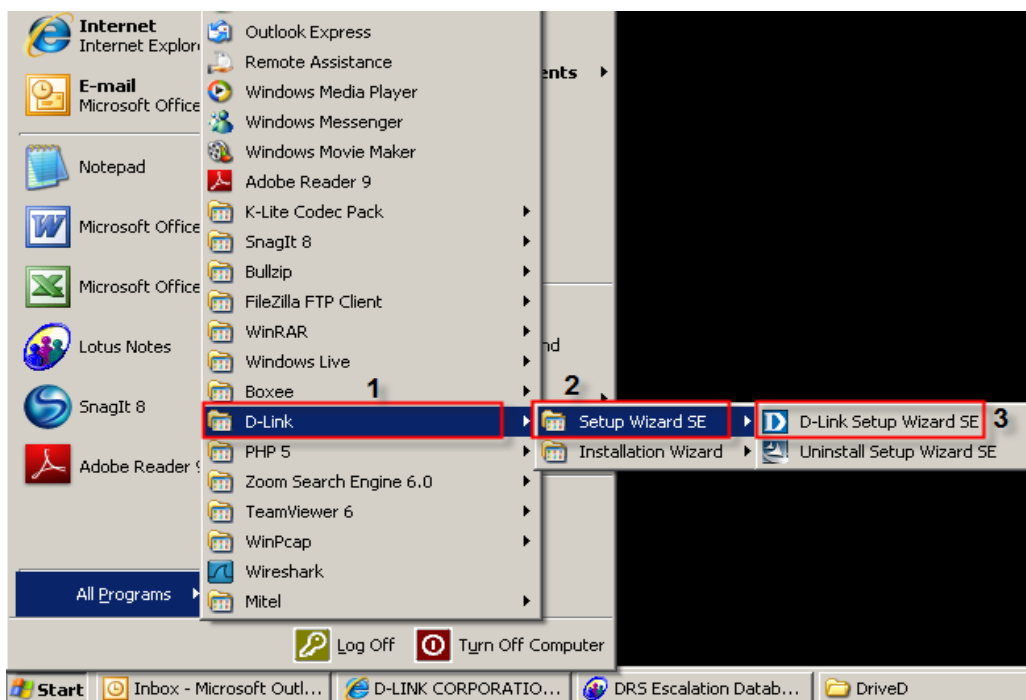 Internet
Internet Explor
E-mail
Microsoft Office
Notepad
Microsoft Office
Microsoft Office
Lotus Notes
SnagIt 8
Adobe Reader 9
All Programs
Outlook Express
Remote Assistance
Windows Media Player
Windows Messenger
Windows Movie Maker
Adobe Reader 9
K-Lite Codec Pack
SnagIt 8
Bullzip
FileZilla FTP Client
WinRAR
Windows Live
Boxee
1
D-Link
PHP 5
Zoom Search Engine 6.0
TeamViewer 6
WinPcap
Wireshark
Mitel
ents
nd
2
Setup Wizard SE
Installation Wizard
D-Link Setup Wizard SE 3
Uninstall Setup Wizard SE
Log Off Turn Off Computer
Start Inbox - Microsoft Outl... D-LINK CORPORATIO... DRS Escalation Datab... DriveD